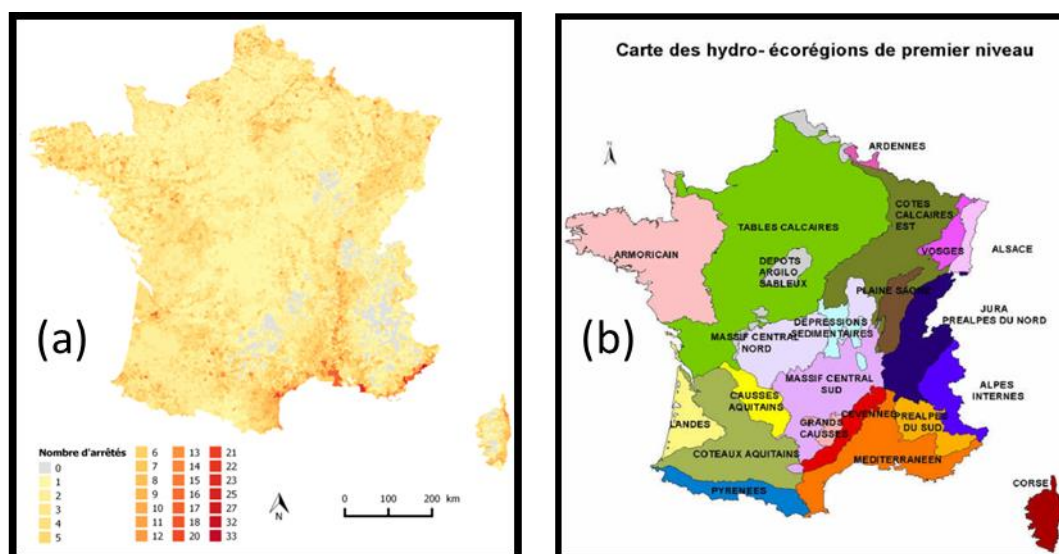 (a)
Nombre d'arrêtés
0
1
2
3
4
5
6
7
8
9
10
11
12
13
14
15
16
17
18
20
21
22
23
25
27
32
33
N
0 100 200 km
(b)
Carte des hydro- écorégions de premier niveau
N
ARDENNES
COTES
CALCAIRES
EST
TABLES CALCAIRES
ARMORICAIN
VOSGES
ALSACE
DEPOTS
ARGILO
SABLEUX
PLAINE SAONE
JURA
PREALPES DU NORD
DÉPRESSIONS
SEDIMENTAIRES
MASSIF CENTRAL
NORD
MASSIF CENTRAL
SUD
ALPES
INTERNES
CAUSSES
AQUITAINS
LANDES
GRANDS
CAUSSES
CEVENNES
PREALPES
DU SUD
COTEAUX AQUITAINS
MEDITERRANEEN
PYRENEES
CORSE